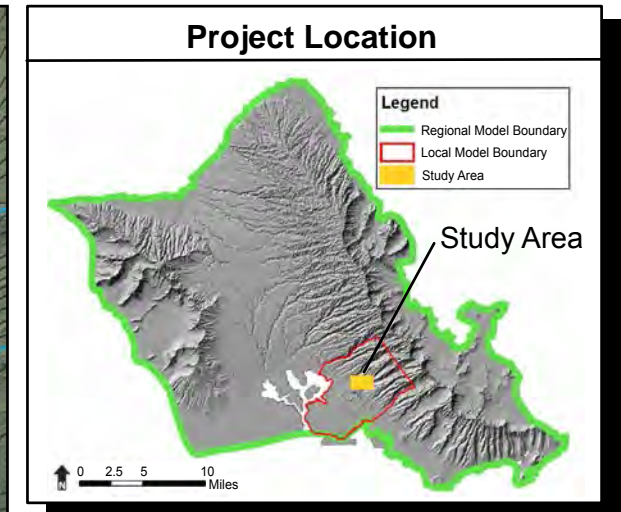 Project Location
Legend
Regional Model Boundary
Local Model Boundary
Study Area
Study Area
N
0 2.5 5 10
Miles